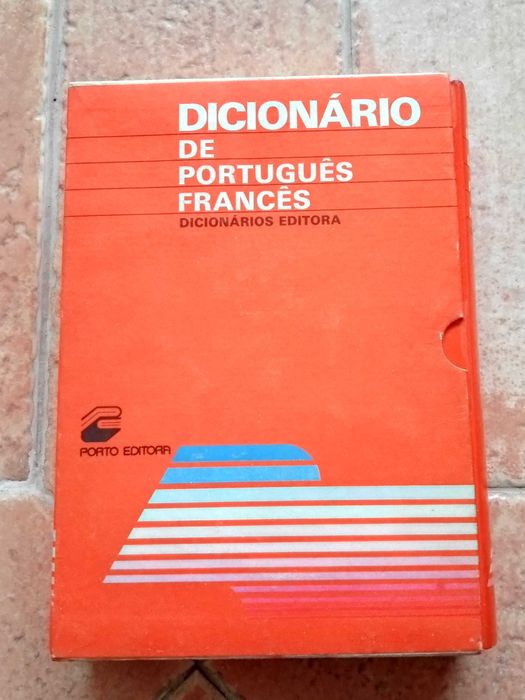 DICIONÁRIO
DE
PORTUGUÊS
FRANCÊS
DICIONÁRIOS EDITORA
PORTO EDITORA